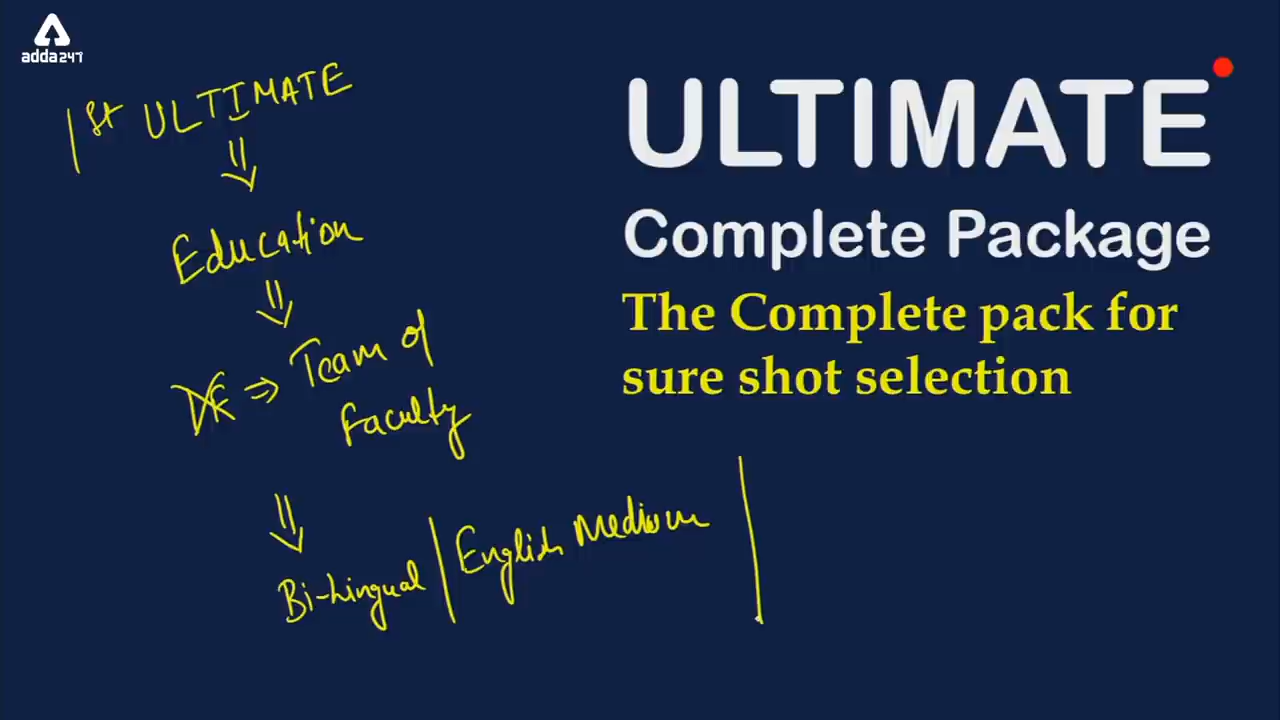 adda247
1st ULTIMATE
Education
⇒ Team of
Faculty
Bi-Lingual | English Medium |
ULTIMATE
Complete Package
The Complete pack for
sure shot selection